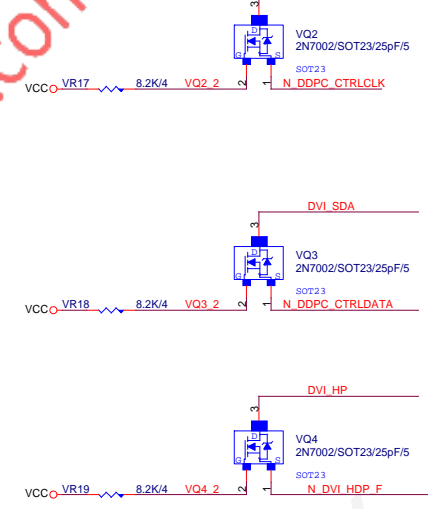 .com
3
D
G S
VQ2
2N7002/SOT23/25pF/5
SOT23
VCC VR17 8.2K/4 VQ2_2 2 1 N_DDPC_CTRLCLK
DVI_SDA
3
D
G S
VQ3
2N7002/SOT23/25pF/5
SOT23
VCC VR18 8.2K/4 VQ3_2 2 1 N_DDPC_CTRLDATA
DVI_HP
3
D
G S
VQ4
2N7002/SOT23/25pF/5
SOT23
VCC VR19 8.2K/4 VQ4_2 2 1 N_DVI_HDP_F